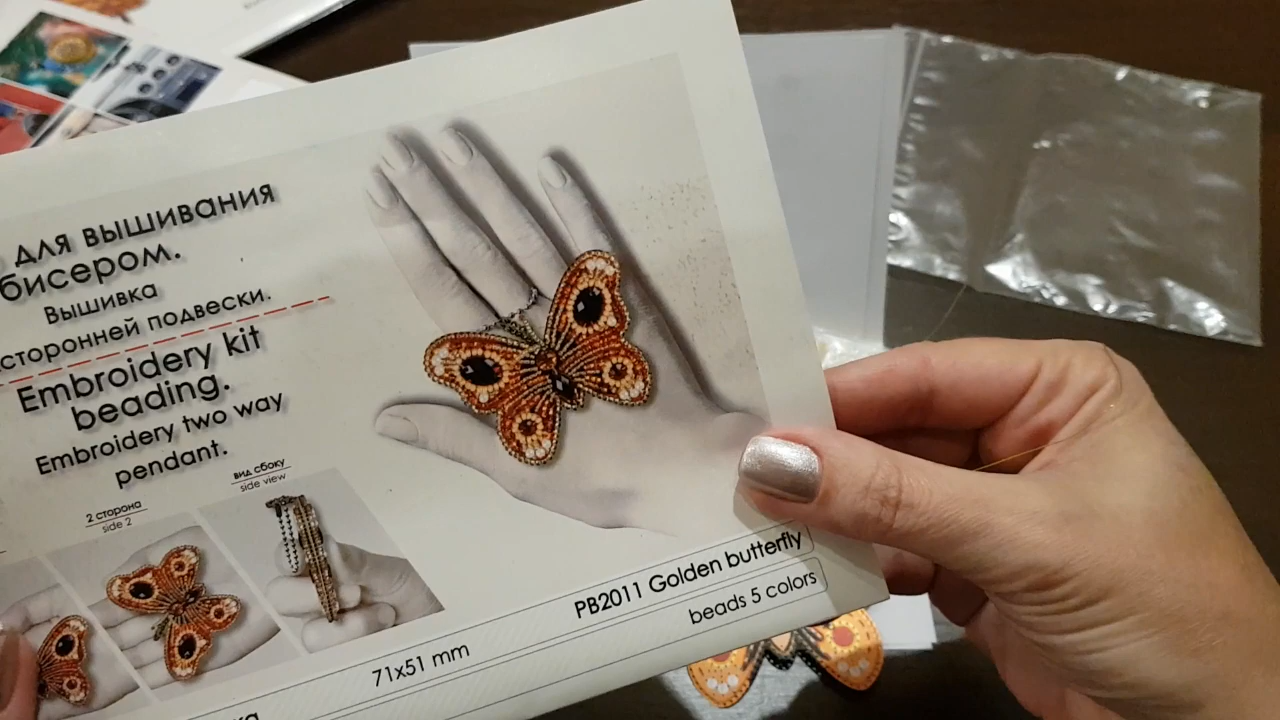 для вышивания
бисером.
Вышивка
сторонней подвески.
Embroidery kit
beading.
Embroidery two way
pendant.
2 сторона
side 2
вид сбоку
side view
PB2011 Golden butterfly
beads 5 colors
71x51 mm